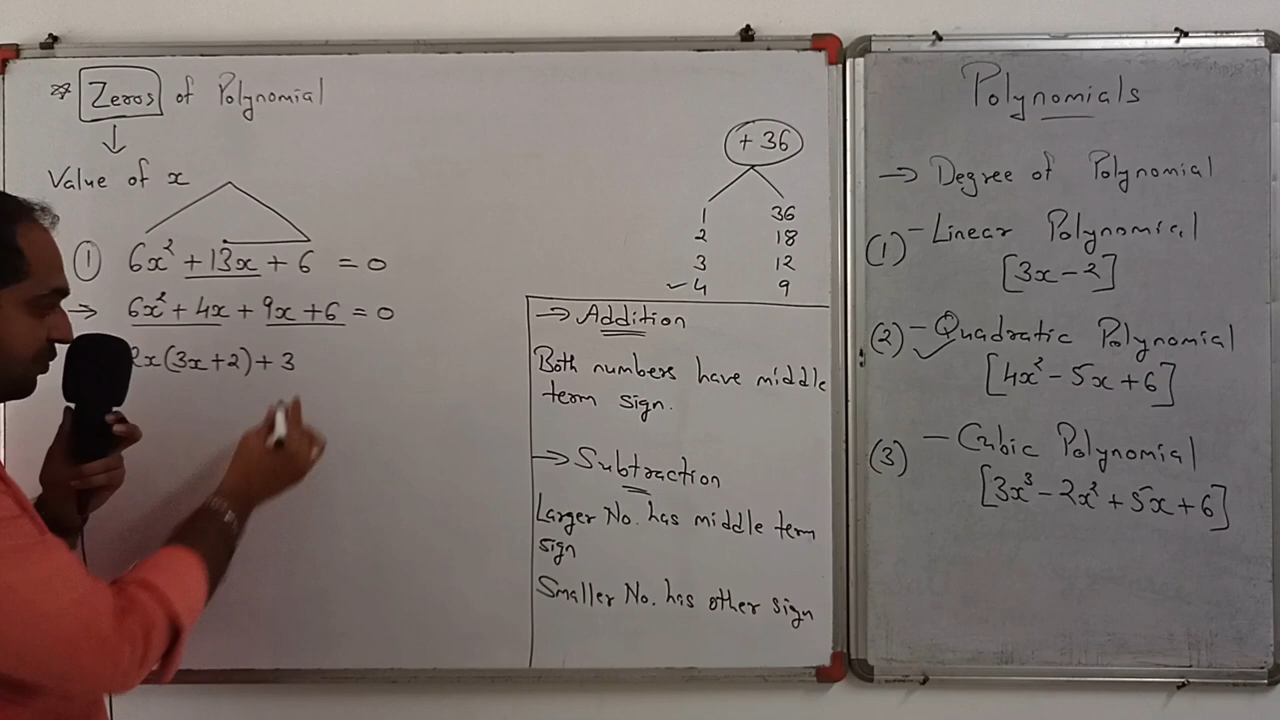 * Zeros of Polynomial
Value of x
① 6x² + 13x + 6 = 0
→ 6x² + 4x + 9x + 6 = 0
2x(3x+2) + 3
+ 36
1 36
2 18
3 12
✓ 4 9
→ Addition
Both numbers have middle
term sign.
→ Subtraction
Larger No. has middle term
sign
Smaller No. has other sign
Polynomials
→ Degree of Polynomial
(1) - Linear Polynomial
[3x - 2]
(2) - Quadratic Polynomial
[4x² - 5x + 6]
(3) - Cubic Polynomial
[3x³ - 2x² + 5x + 6]